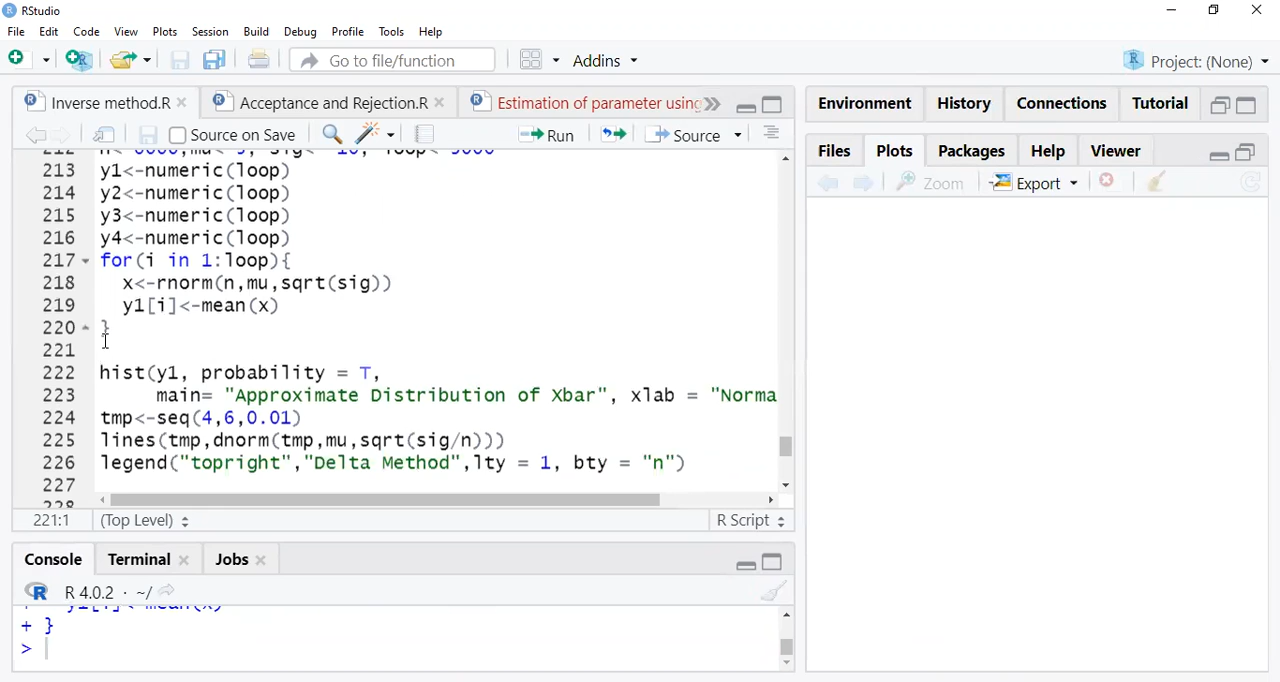 RStudio
File Edit Code View Plots Session Build Debug Profile Tools Help
Go to file/function Addins Project: (None)
Inverse method.R Acceptance and Rejection.R Estimation of parameter using
Source on Save Run Source
213 y1<-numeric(loop)
214 y2<-numeric(loop)
215 y3<-numeric(loop)
216 y4<-numeric(loop)
217 for(i in 1:loop){
218 x<-rnorm(n,mu,sqrt(sig))
219 y1[i]<-mean(x)
220 }
221
222 hist(y1, probability = T,
223 main= "Approximate Distribution of Xbar", xlab = "Norma
224 tmp<-seq(4,6,0.01)
225 lines(tmp,dnorm(tmp,mu,sqrt(sig/n)))
226 legend("topright","Delta Method",lty = 1, bty = "n")
227
228
221:1 (Top Level) R Script
Console Terminal Jobs
R 4.0.2 · ~/
+ y1[i]<-mean(x)
+ }
>
Environment History Connections Tutorial
Files Plots Packages Help Viewer
Zoom Export